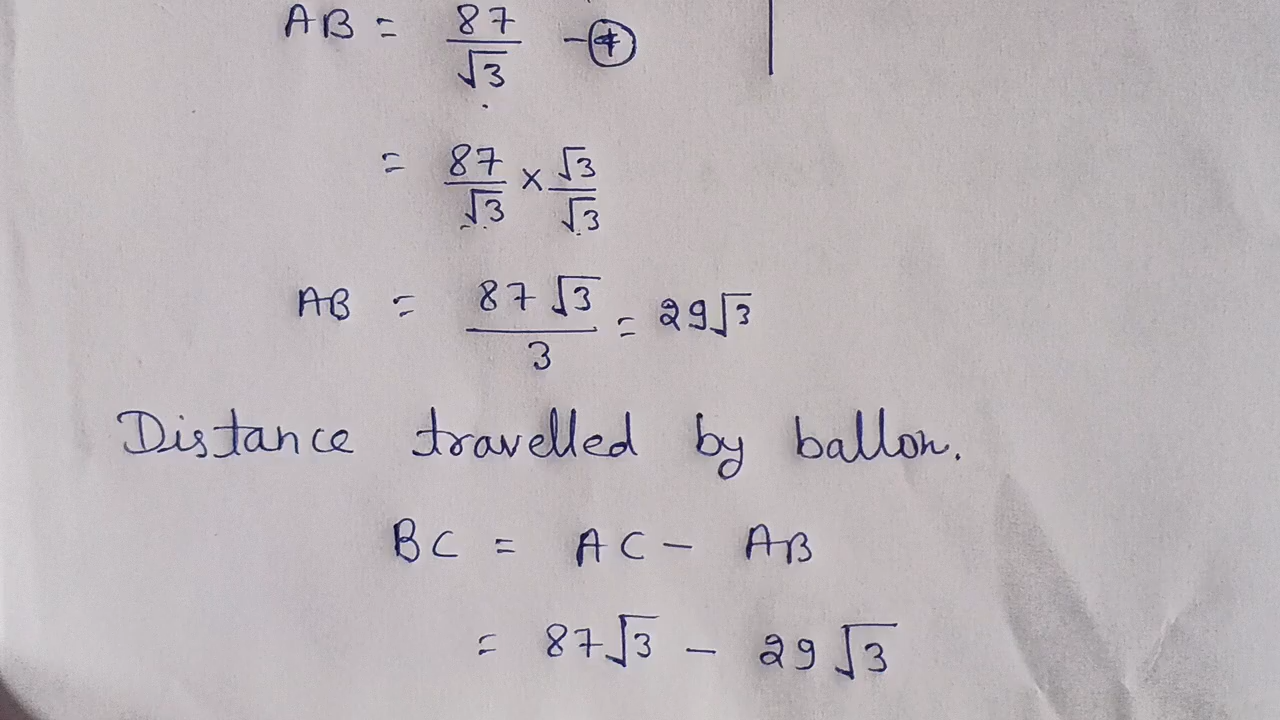 AB = 87/√3 - ④
= 87/√3 × √3/√3
AB = 87√3/3 = 29√3
Distance travelled by ballon.
BC = AC - AB
= 87√3 - 29√3